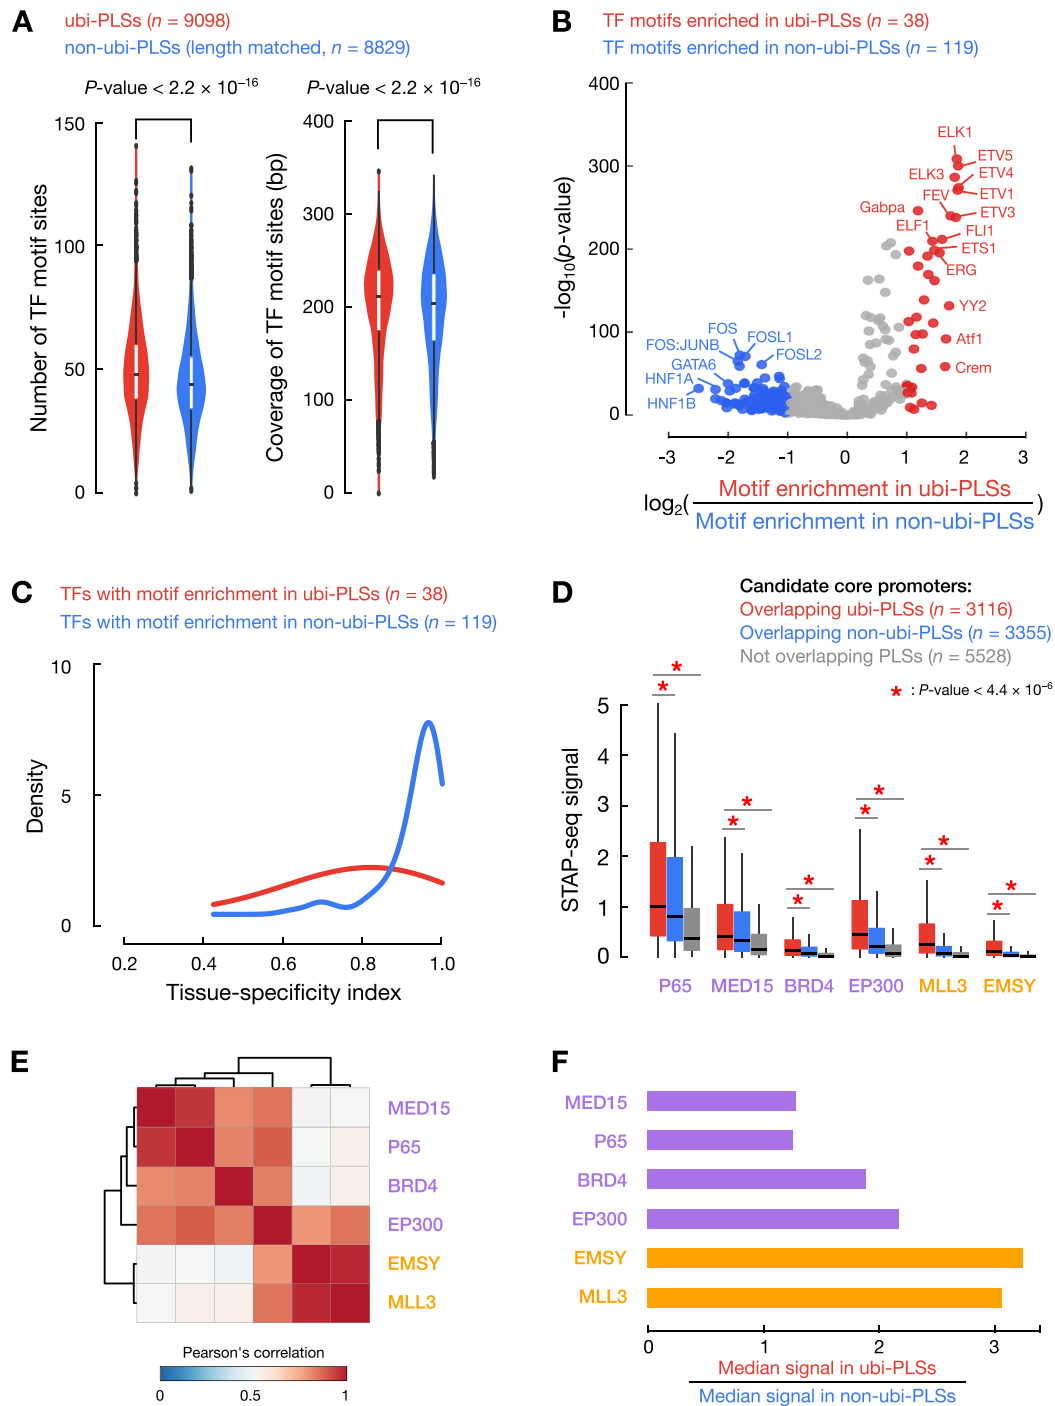 A
ubi-PLSs (n = 9098)
non-ubi-PLSs (length matched, n = 8829)
P-value < 2.2 × 10⁻¹⁶
P-value < 2.2 × 10⁻¹⁶
Number of TF motif sites
150
100
50
0
Coverage of TF motif sites (bp)
400
300
200
100
0
B
TF motifs enriched in ubi-PLSs (n = 38)
TF motifs enriched in non-ubi-PLSs (n = 119)
-log₁₀(p-value)
400
300
200
100
0
ELK1
ETV5
ELK3
ETV4
FEV
ETV1
Gabpa
ETV3
ELF1
FLI1
ETS1
ERG
YY2
Atf1
Crem
FOS
FOSL1
FOS:JUNB
FOSL2
GATA6
HNF1A
HNF1B
-3 -2 -1 0 1 2 3
log₂(Motif enrichment in ubi-PLSs
Motif enrichment in non-ubi-PLSs)
C
TFs with motif enrichment in ubi-PLSs (n = 38)
TFs with motif enrichment in non-ubi-PLSs (n = 119)
Density
10
5
0
0.2 0.4 0.6 0.8 1.0
Tissue-specificity index
D
Candidate core promoters:
Overlapping ubi-PLSs (n = 3116)
Overlapping non-ubi-PLSs (n = 3355)
Not overlapping PLSs (n = 5528)
* : P-value < 4.4 × 10⁻⁶
STAP-seq signal
5
4
3
2
1
0
* * * * * * * * * * * *
P65 MED15 BRD4 EP300 MLL3 EMSY
E
MED15
P65
BRD4
EP300
EMSY
MLL3
Pearson's correlation
0 0.5 1
F
MED15
P65
BRD4
EP300
EMSY
MLL3
0 1 2 3
Median signal in ubi-PLSs
Median signal in non-ubi-PLSs